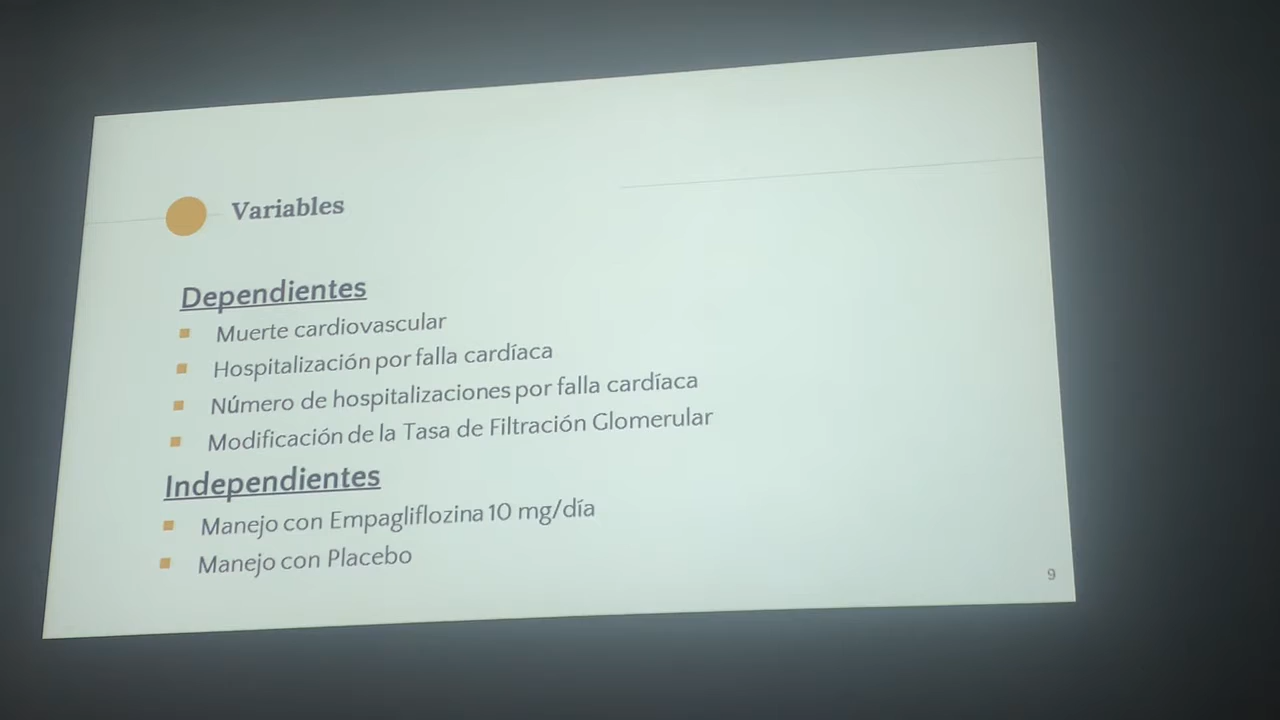 Variables
Dependientes
Muerte cardiovascular
Hospitalización por falla cardíaca
Número de hospitalizaciones por falla cardíaca
Modificación de la Tasa de Filtración Glomerular
Independientes
Manejo con Empagliflozina 10 mg/día
Manejo con Placebo
9